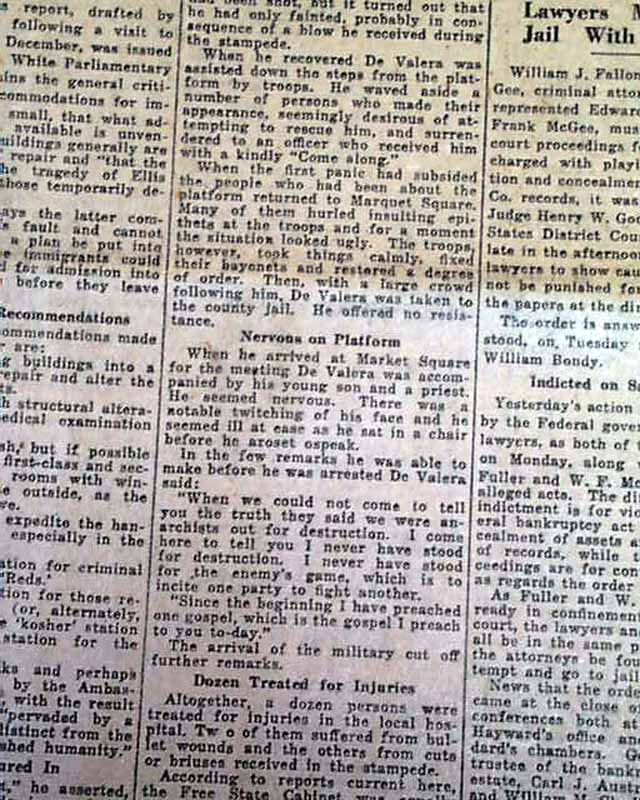 s report, drafted by
following a visit to
December, was issued
White Parliamentary
ins the general criti-
commodations for im-
small, that what ad-
available is unven-
uildings generally are
repair and "that the
he tragedy of Ellis
those temporarily de-
ays the latter com-
s fault and cannot
a plan be put into
e immigrants could
d for admission into
before they leave
Recommendations
ommendations made
r are:
g buildings into a
repair and alter the
ts.
h structural altera-
edical examination
sh,' but if possible
first-class and sec-
rooms with win-
e outside, as the
we.
expedite the han-
especially in the
ation for criminal
'Reds.'
tion for those re-
(or, alternately,
e 'kosher' station
station for the
ks and perhaps
by the Ambas-
, with the result
"pervaded by a
distinct from the
shed humanity."
ured In
t," he asserted,
had been shot, but it turned out that
he had only fainted, probably in con-
sequence of a blow he received during
the stampede.
When he recovered De Valera was
assisted down the steps from the plat-
form by troops. He waved aside a
number of persons who made their
appearance, seemingly desirous of at-
tempting to rescue him, and surren-
dered to an officer who received him
with a kindly "Come along."
When the first panic had subsided
the people who had been about the
platform returned to Marquet Square.
Many of them hurled insulting epi-
thets at the troops and for a moment
the situation looked ugly. The troops,
however, took things calmly, fixed
their bayonets and restored a degree
of order. Then, with a large crowd
following him, De Valera was taken to
the county jail. He offered no resis-
tance.
Nervous on Platform
When he arrived at Market Square
for the meeting De Valera was accom-
panied by his young son and a priest.
He seemed nervous. There was a
notable twitching of his face and he
seemed ill at ease as he sat in a chair
before he aroset ospeak.
In the few remarks he was able to
make before he was arrested De Valera
said:
"When we could not come to tell
you the truth they said we were an-
archists out for destruction. I come
here to tell you I never have stood
for destruction. I never have stood
for the enemy's game, which is to
incite one party to fight another.
"Since the beginning I have preached
one gospel, which is the gospel I preach
to you to-day."
The arrival of the military cut off
further remarks.
Dozen Treated for Injuries
Altogether, a dozen persons were
treated for injuries in the local hos-
pital. Tw o of them suffered from bul-
let wounds and the others from cuts
or briuses received in the stampede.
According to reports current here,
the Free State Cabinet was
Lawyers M
Jail With
William J. Fallon
Gee, criminal attor
represented Edward
Frank McGee, mus
court proceedings f
charged with playi
tion and concealmen
Co. records, it was
Judge Henry W. God
States District Cour
late in the afternoon
lawyers to show cau
not be punished for
the papers at the di
The order is answ
stood, on Tuesday
William Bondy.
Indicted on S
Yesterday's action
by the Federal gover
lawyers, as both of t
on Monday, along
Fuller and W. F. Mc
alleged acts. The di
indictment is for vio
eral bankruptcy act
cealment of assets a
of records, while t
ceedings are for con
as regards the order
As Fuller and W.
ready in confinement
court, the lawyers an
all be in the same p
the attorneys be fou
tempt and go to jail
News that the orde
came at the close of
conferences both at
Hayward's office an
dard's chambers. Ge
trustee of the bank
estate, Carl J. Aust
and William M. C